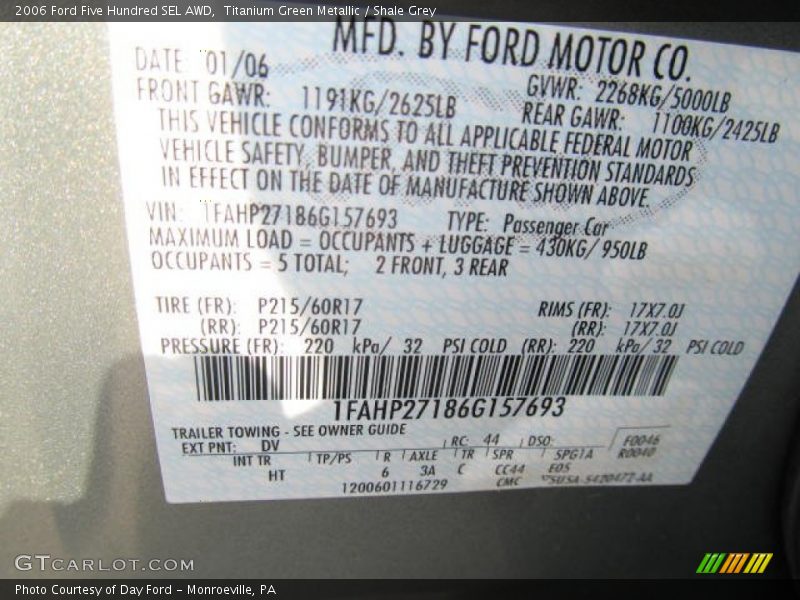 2006 Ford Five Hundred SEL AWD,  Titanium Green Metallic / Shale Grey
MFD. BY FORD MOTOR CO.
DATE: 01/06 GVWR: 2268KG/5000LB
FRONT GAWR: 1191KG/2625LB REAR GAWR: 1100KG/2425LB
THIS VEHICLE CONFORMS TO ALL APPLICABLE FEDERAL MOTOR
VEHICLE SAFETY, BUMPER, AND THEFT PREVENTION STANDARDS
IN EFFECT ON THE DATE OF MANUFACTURE SHOWN ABOVE.
VIN: 1FAHP27186G157693 TYPE: Passenger Car
MAXIMUM LOAD = OCCUPANTS + LUGGAGE = 430KG/950LB
OCCUPANTS = 5 TOTAL; 2 FRONT, 3 REAR
TIRE (FR): P215/60R17 RIMS (FR): 17X7.0J
(RR): P215/60R17 (RR): 17X7.0J
PRESSURE (FR): 220 kPa/ 32 PSI COLD (RR): 220 kPa/ 32 PSI COLD
1FAHP27186G157693
TRAILER TOWING - SEE OWNER GUIDE
EXT PNT: DV RC: 44 DSO: F0046
R0040
INT TR TP/PS R AXLE TR SPR SPG1A
HT 6 3A C CC44 E05
1200601116729 CMC 5U5A-5420472-AA
GTCARLOT.COM
Photo Courtesy of Day Ford – Monroeville, PA